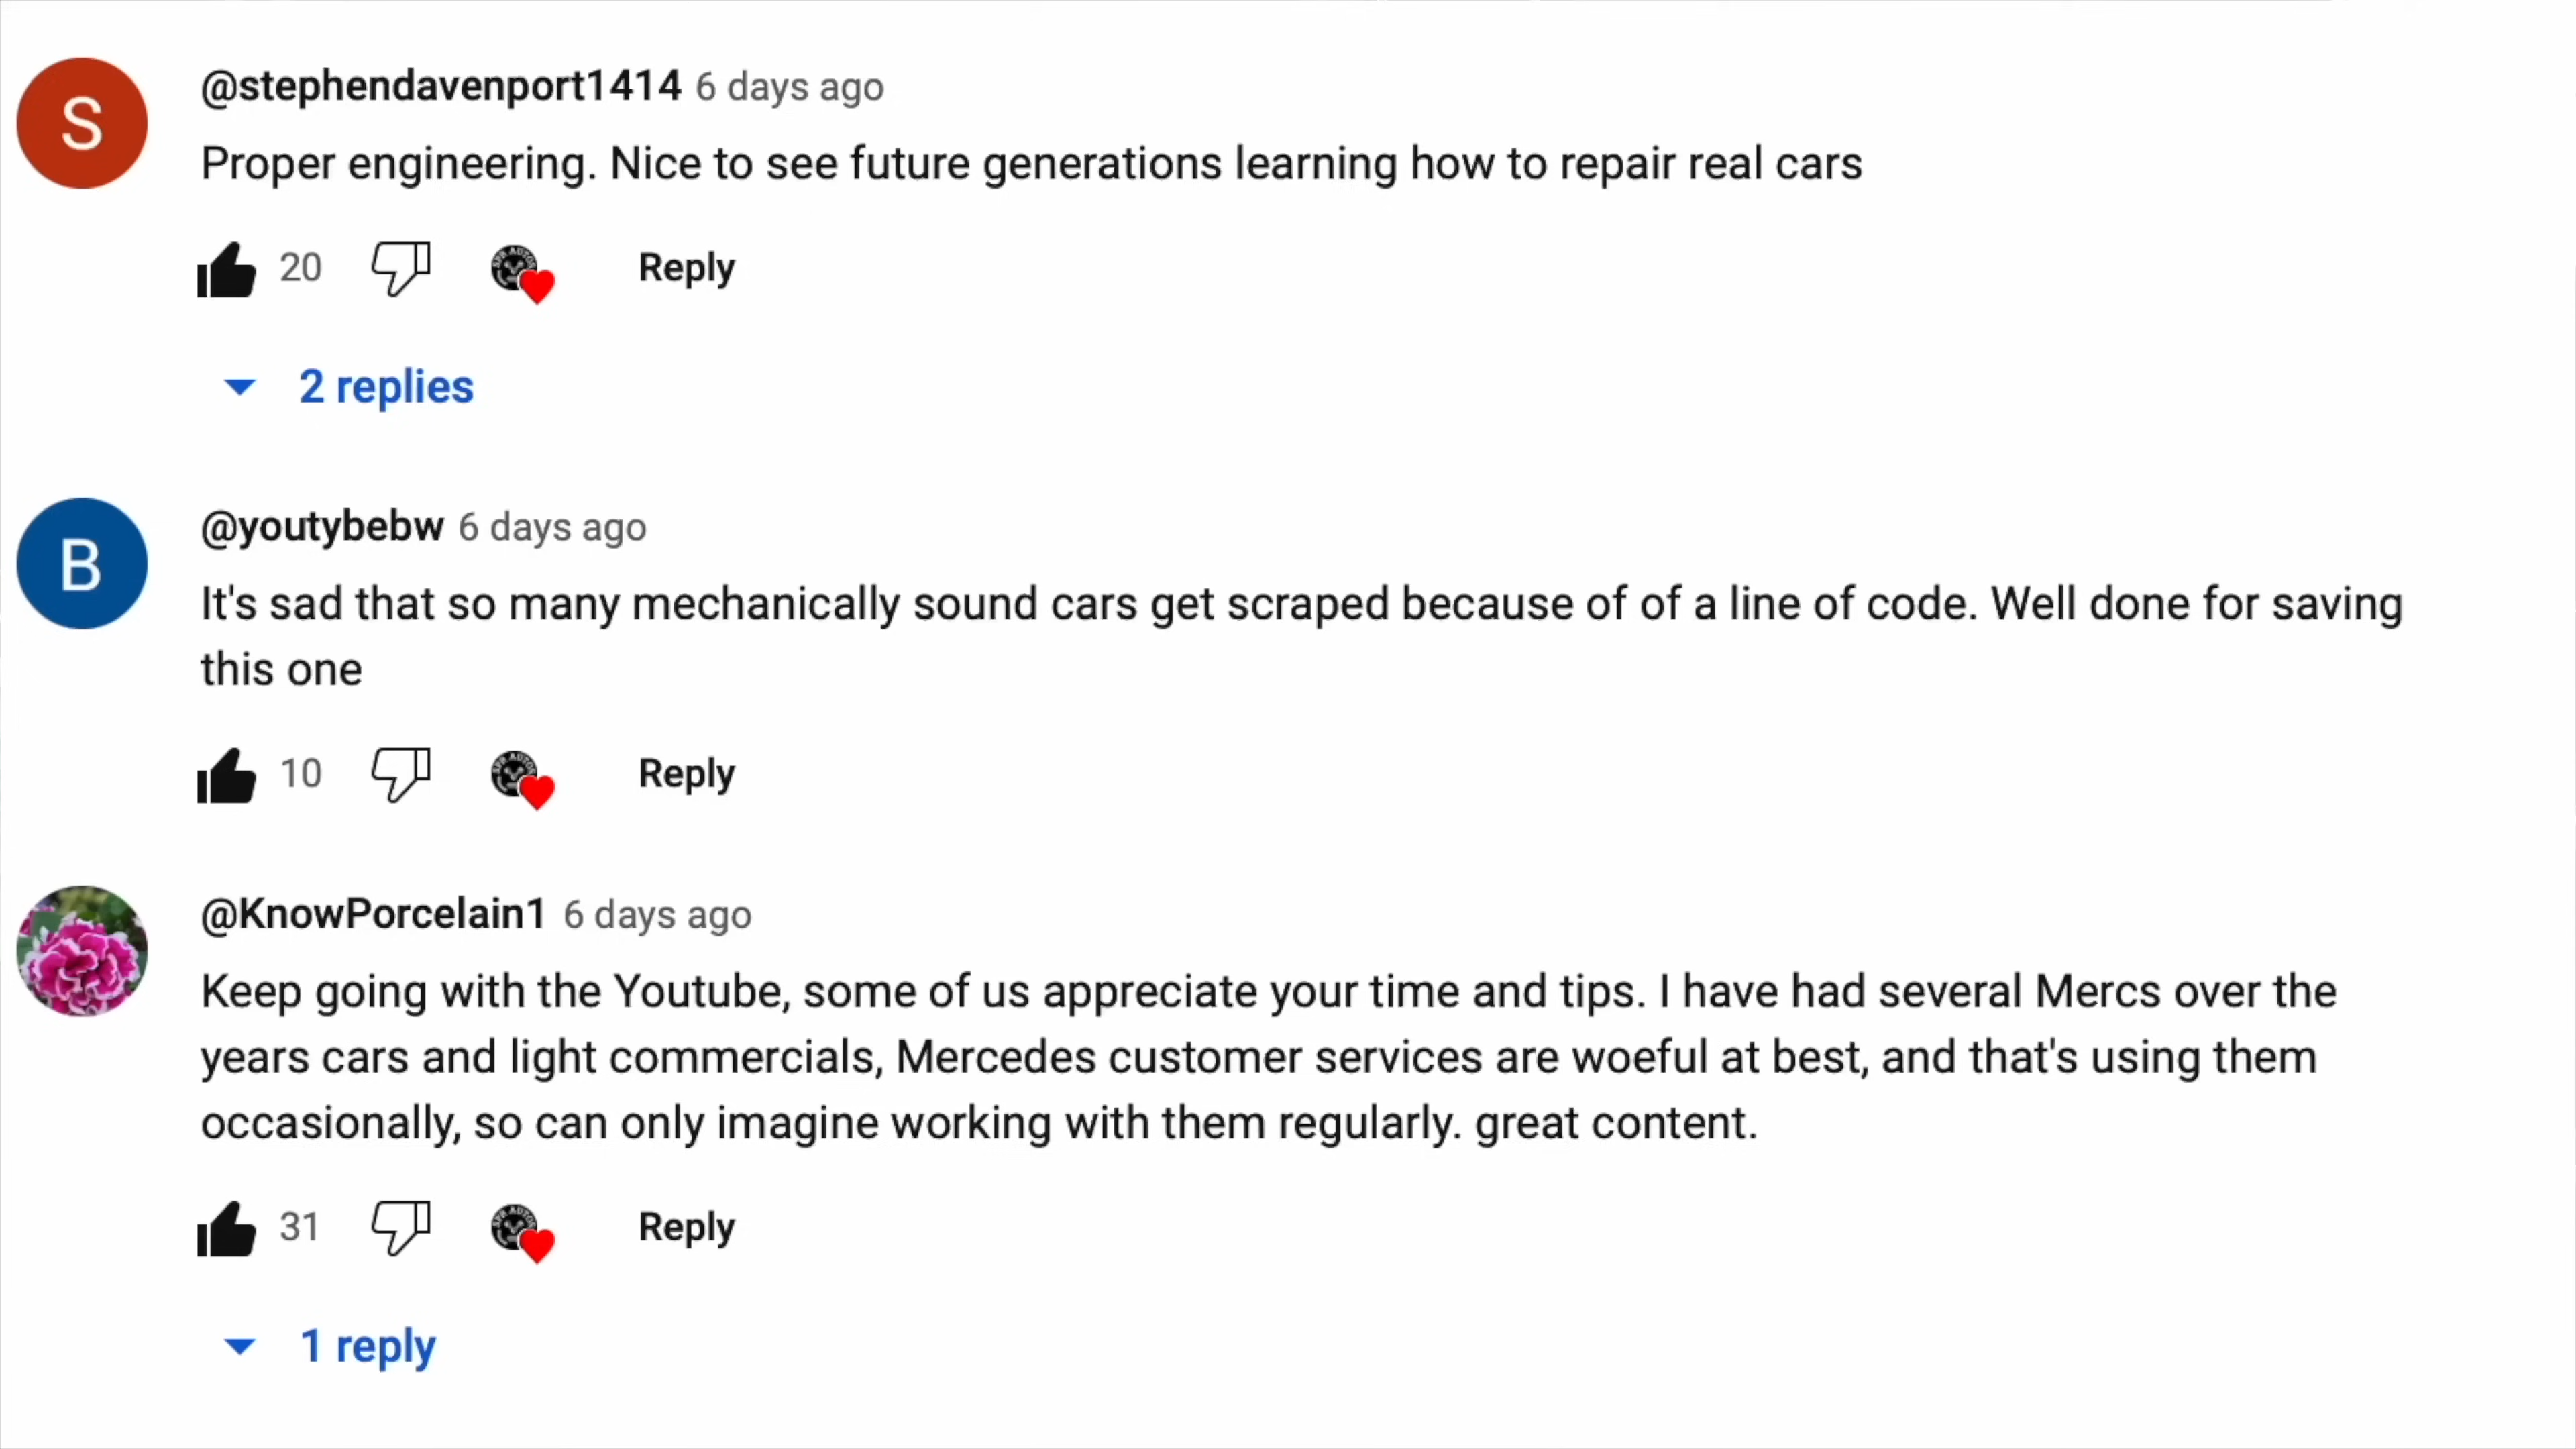 S
@stephendavenport1414 6 days ago
Proper engineering. Nice to see future generations learning how to repair real cars
20 Reply
2 replies
B
@youtybebw 6 days ago
It's sad that so many mechanically sound cars get scraped because of of a line of code. Well done for saving
this one
10 Reply
@KnowPorcelain1 6 days ago
Keep going with the Youtube, some of us appreciate your time and tips. I have had several Mercs over the
years cars and light commercials, Mercedes customer services are woeful at best, and that's using them
occasionally, so can only imagine working with them regularly. great content.
31 Reply
1 reply